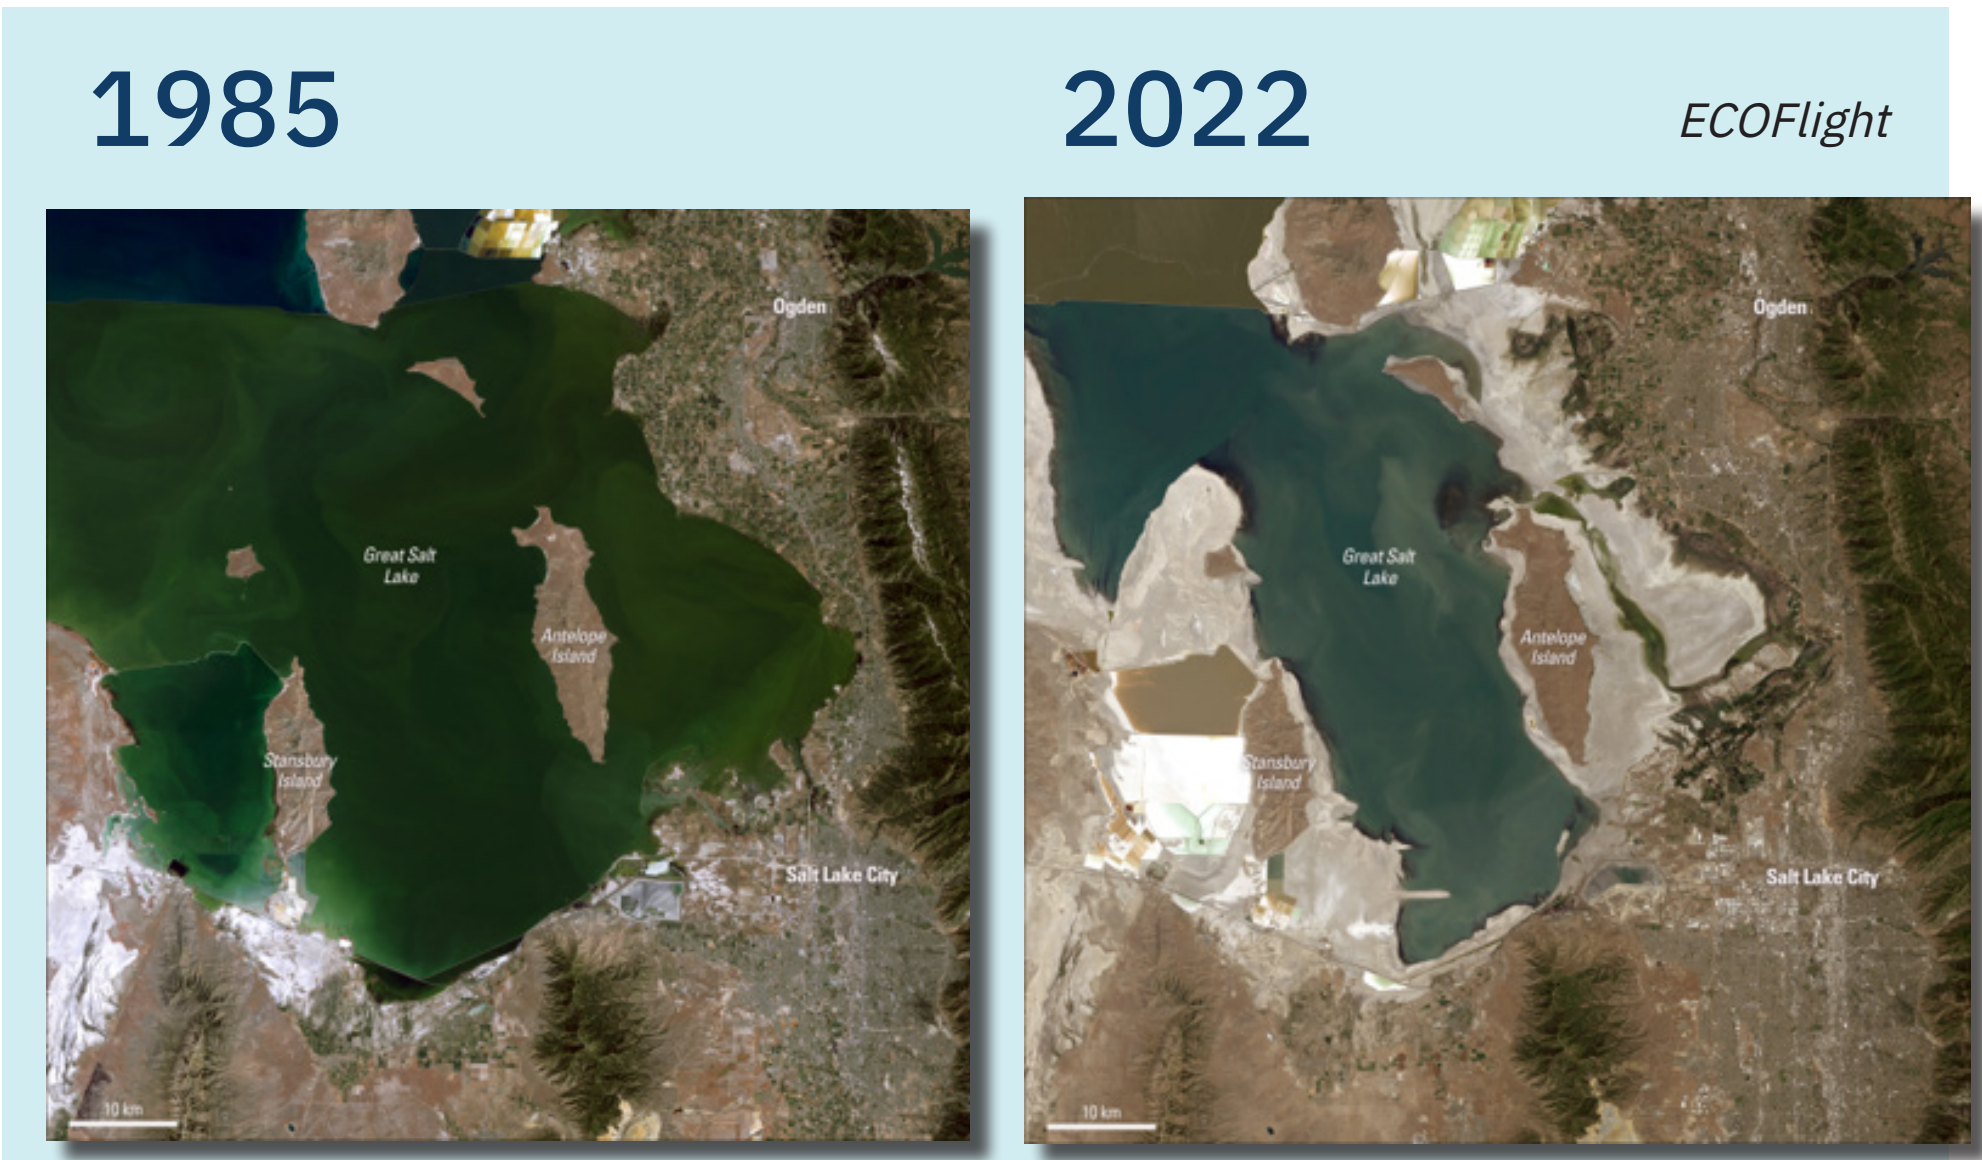 1985
2022
ECOFlight
Ogden
Great Salt
Lake
Antelope
Island
Stansbury
Island
Salt Lake City
10 km
Ogden
Great Salt
Lake
Antelope
Island
Stansbury
Island
Salt Lake City
10 km